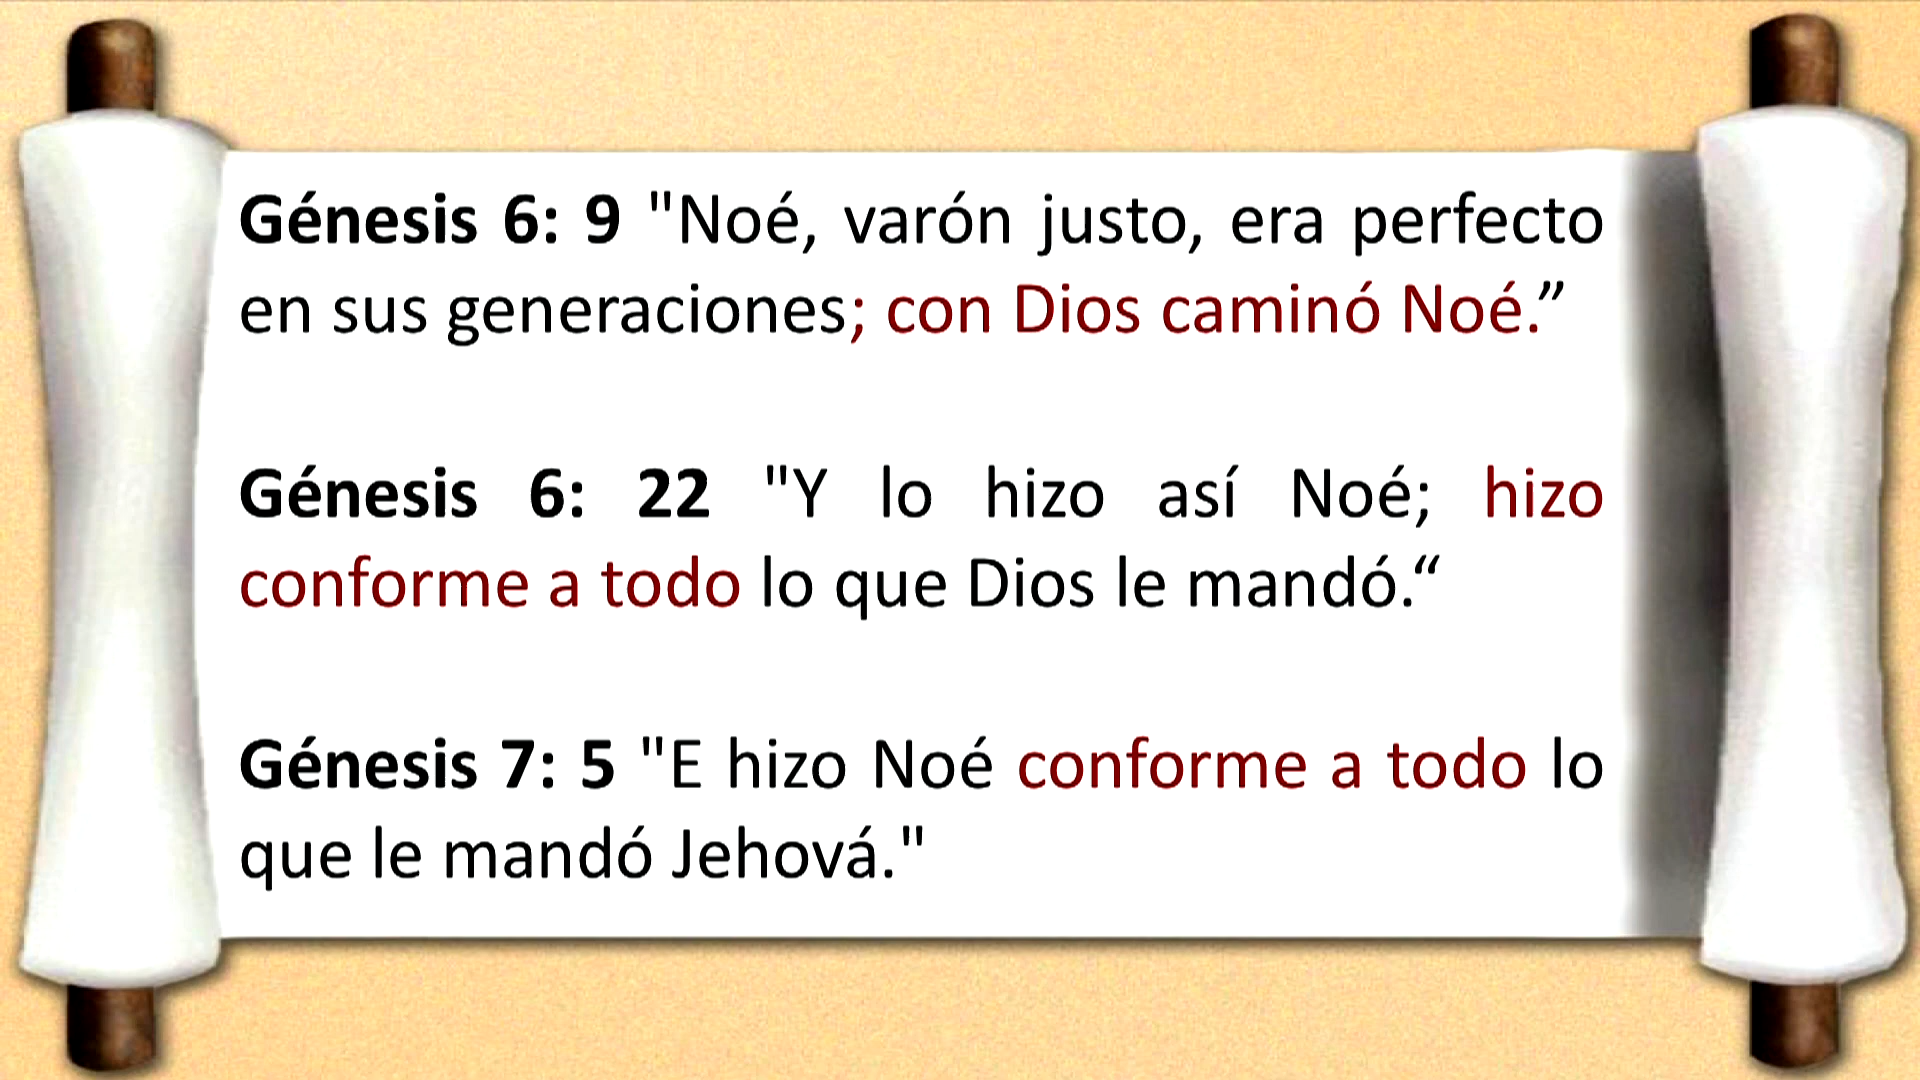 Génesis 6: 9 "Noé, varón justo, era perfecto
en sus generaciones; con Dios caminó Noé.”
Génesis 6: 22 "Y lo hizo así Noé; hizo
conforme a todo lo que Dios le mandó.“
Génesis 7: 5 "E hizo Noé conforme a todo lo
que le mandó Jehová."